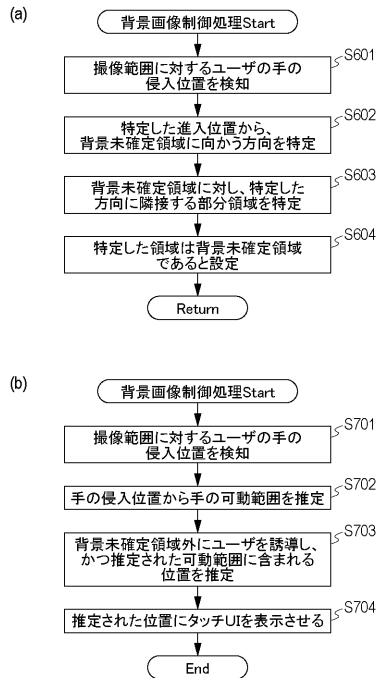 (a)
背景画像制御処理Start
S601
撮像範囲に対するユーザの手の
侵入位置を検知
S602
特定した進入位置から、
背景未確定領域に向かう方向を特定
S603
背景未確定領域に対し、特定した
方向に隣接する部分領域を特定
S604
特定した領域は背景未確定領域
であると設定
Return
(b)
背景画像制御処理Start
S701
撮像範囲に対するユーザの手の
侵入位置を検知
S702
手の侵入位置から手の可動範囲を推定
S703
背景未確定領域外にユーザを誘導し、
かつ推定された可動範囲に含まれる
位置を推定
S704
推定された位置にタッチUIを表示させる
End